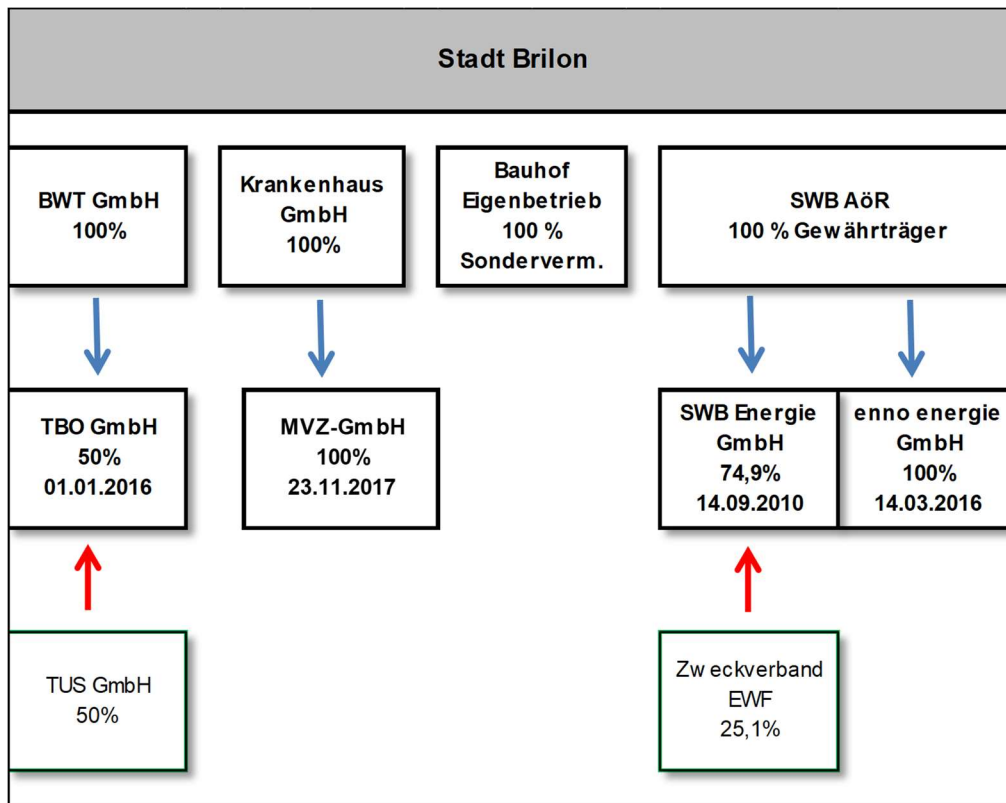 Stadt Brilon
BWT GmbH
100%
Krankenhaus
GmbH
100%
Bauhof
Eigenbetrieb
100 %
Sonderverm.
SWB AöR
100 % Gewährträger
TBO GmbH
50%
01.01.2016
MVZ-GmbH
100%
23.11.2017
SWB Energie
GmbH
74,9%
14.09.2010
enno energie
GmbH
100%
14.03.2016
TUS GmbH
50%
Zweckverband
EWF
25,1%